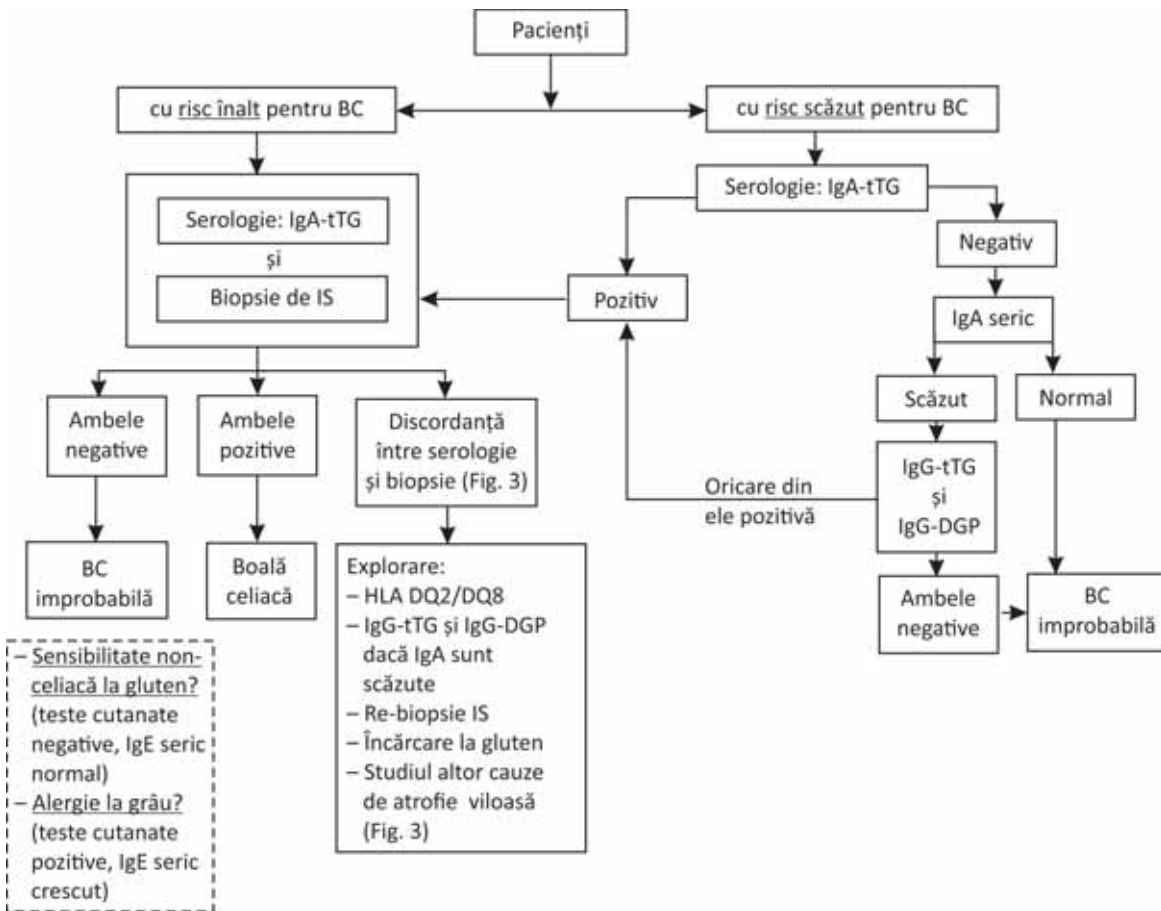 Pacienți
cu risc înalt pentru BC
cu risc scăzut pentru BC
Serologie: IgA-tTG
și
Biopsie de IS
Serologie: IgA-tTG
Negativ
Pozitiv
IgA seric
Scăzut
Normal
IgG-tTG
și
IgG-DGP
Oricare din
ele pozitivă
Ambele
negative
BC
improbabilă
Ambele
negative
Ambele
pozitive
Discordanță
între serologie
și biopsie (Fig. 3)
BC
improbabilă
Boală
celiacă
Explorare:
– HLA DQ2/DQ8
– IgG-tTG și IgG-DGP
dacă IgA sunt
scăzute
– Re-biopsie IS
– Încărcare la gluten
– Studiul altor cauze
de atrofie viloasă
(Fig. 3)
– Sensibilitate non-
celiacă la gluten?
(teste cutanate
negative, IgE seric
normal)
– Alergie la grâu?
(teste cutanate
pozitive, IgE seric
crescut)